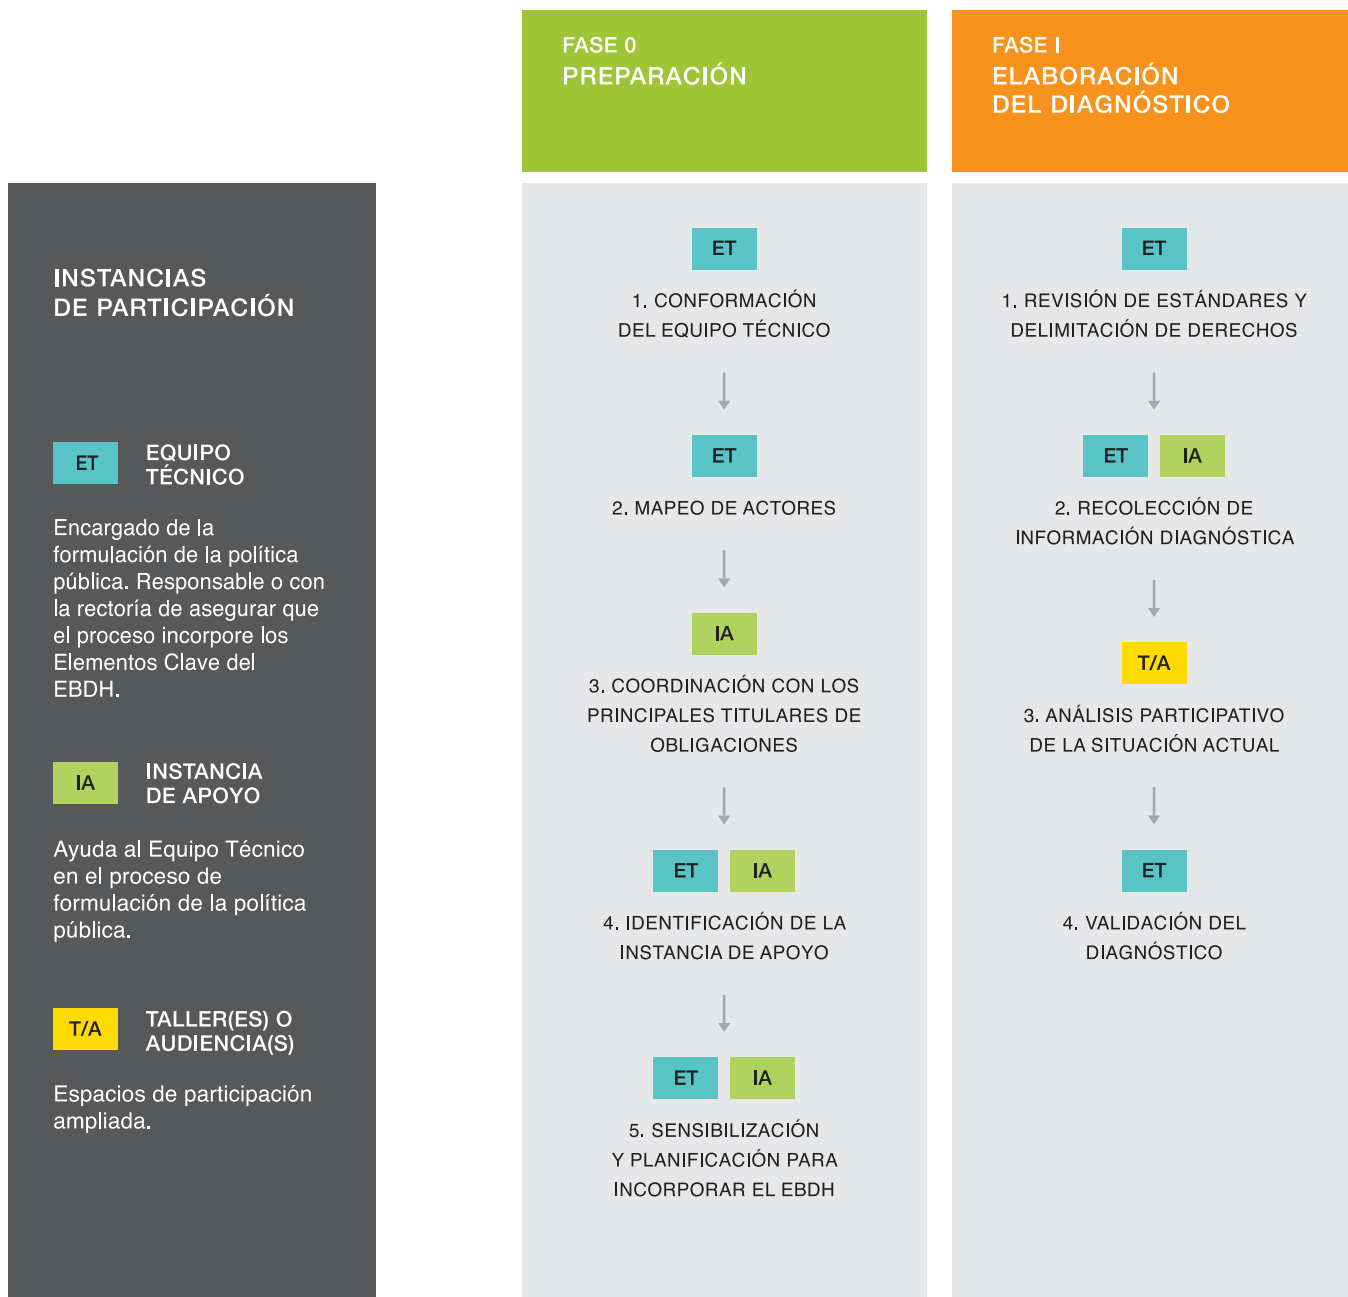 FASE 0
PREPARACIÓN
FASE I
ELABORACIÓN
DEL DIAGNÓSTICO
INSTANCIAS
DE PARTICIPACIÓN
ET
EQUIPO
TÉCNICO
Encargado de la
formulación de la política
pública. Responsable o con
la rectoría de asegurar que
el proceso incorpore los
Elementos Clave del
EBDH.
IA
INSTANCIA
DE APOYO
Ayuda al Equipo Técnico
en el proceso de
formulación de la política
pública.
T/A
TALLER(ES) O
AUDIENCIA(S)
Espacios de participación
ampliada.
ET
1. CONFORMACIÓN
DEL EQUIPO TÉCNICO
ET
2. MAPEO DE ACTORES
IA
3. COORDINACIÓN CON LOS
PRINCIPALES TITULARES DE
OBLIGACIONES
ET IA
4. IDENTIFICACIÓN DE LA
INSTANCIA DE APOYO
ET IA
5. SENSIBILIZACIÓN
Y PLANIFICACIÓN PARA
INCORPORAR EL EBDH
ET
1. REVISIÓN DE ESTÁNDARES Y
DELIMITACIÓN DE DERECHOS
ET IA
2. RECOLECCIÓN DE
INFORMACIÓN DIAGNÓSTICA
T/A
3. ANÁLISIS PARTICIPATIVO
DE LA SITUACIÓN ACTUAL
ET
4. VALIDACIÓN DEL
DIAGNÓSTICO